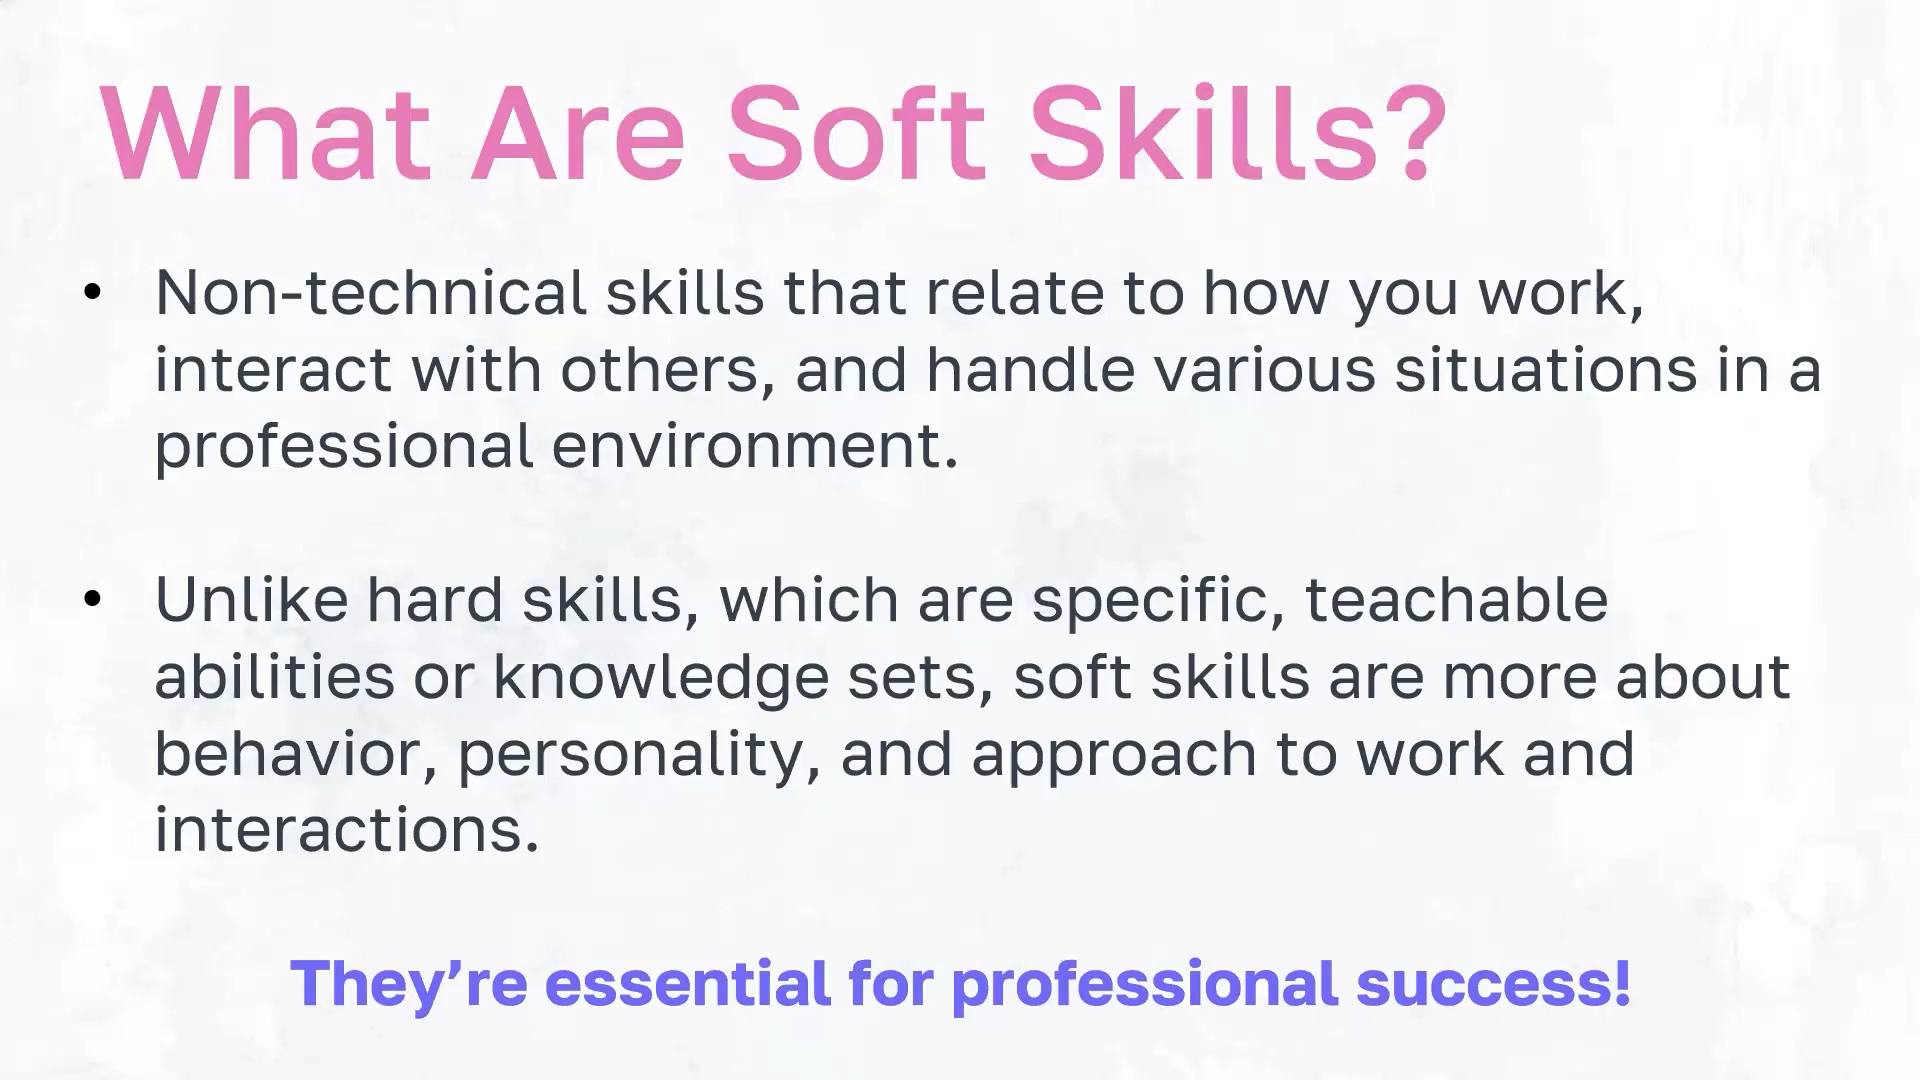 What Are Soft Skills?
• Non-technical skills that relate to how you work,
interact with others, and handle various situations in a
professional environment.
• Unlike hard skills, which are specific, teachable
abilities or knowledge sets, soft skills are more about
behavior, personality, and approach to work and
interactions.
They’re essential for professional success!